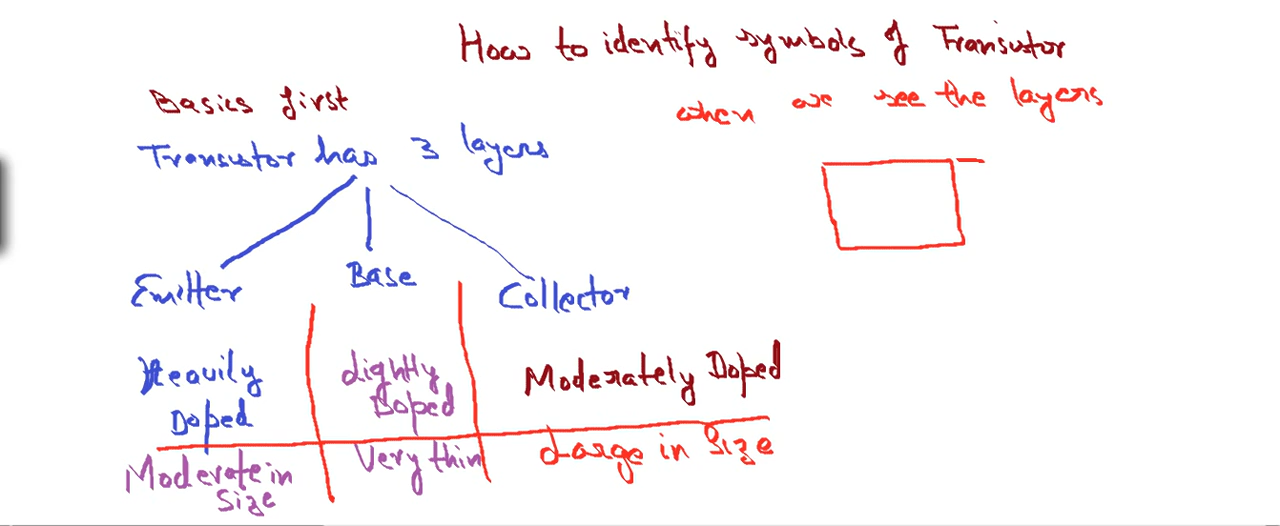 How to identify symbols of Transistor
when we see the layers
Basics first
Transistor has 3 layers
Emitter
Base
Collector
Heavily
Doped
Lightly
Doped
Moderately Doped
Moderate in
Size
Very thin
Large in Size